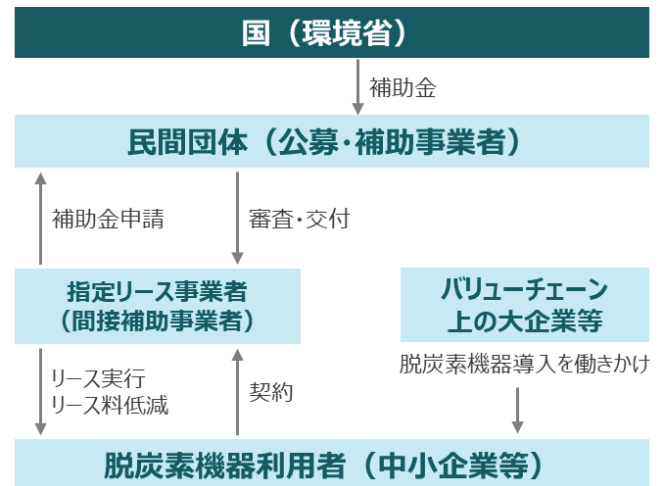 国（環境省）
補助金
民間団体（公募・補助事業者）
補助金申請
審査・交付
指定リース事業者
（間接補助事業者）
バリューチェーン
上の大企業等
脱炭素機器導入を働きかけ
リース実行
リース料低減
契約
脱炭素機器利用者（中小企業等）